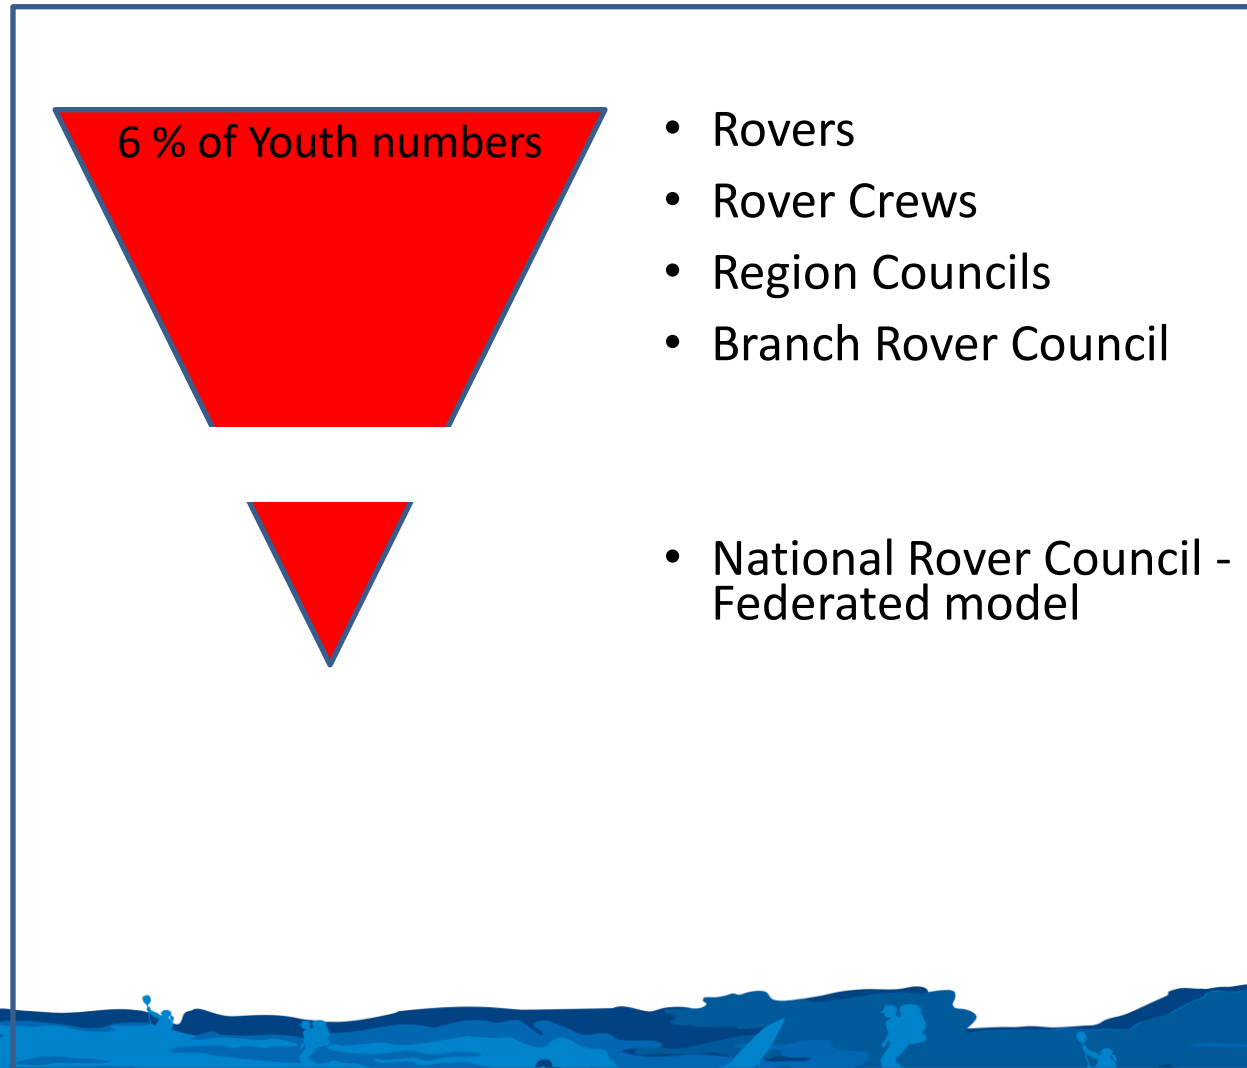 6 % of Youth numbers
• Rovers
• Rover Crews
• Region Councils
• Branch Rover Council
• National Rover Council -
Federated model